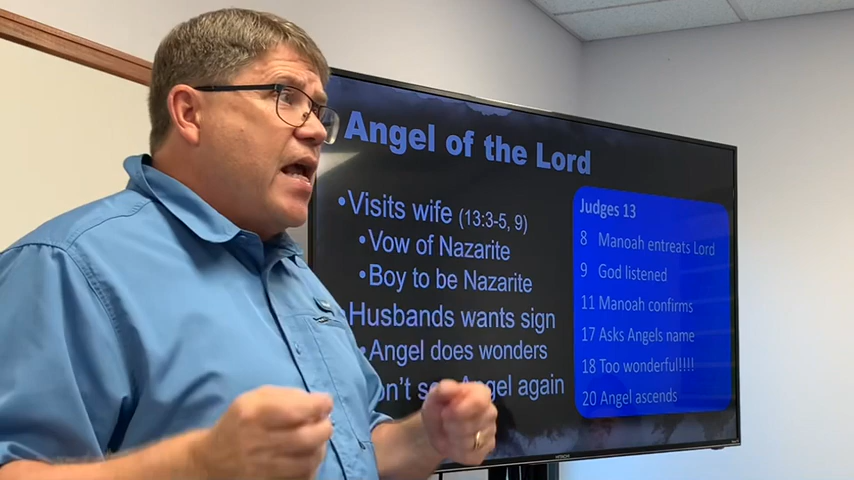 Angel of the Lord
•Visits wife (13:3-5, 9)
•Vow of Nazarite
•Boy to be Nazarite
Husbands wants sign
•Angel does wonders
Angel again
Judges 13
8 Manoah entreats Lord
9 God listened
11 Manoah confirms
17 Asks Angels name
18 Too wonderful!!!!
20 Angel ascends
HITACHI